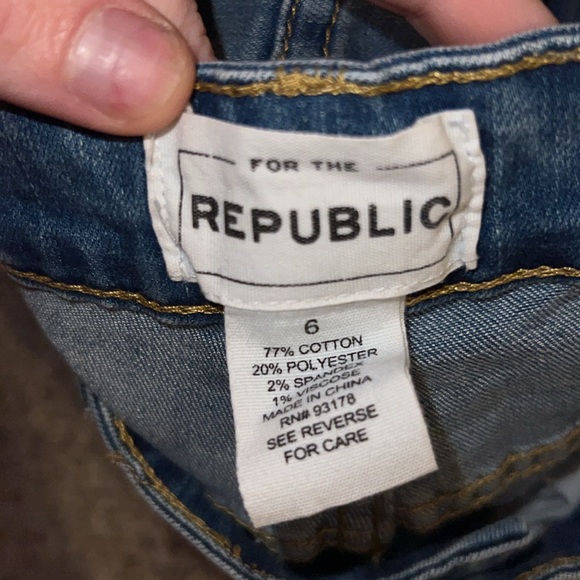 FOR THE
REPUBLIC
6
77% COTTON
20% POLYESTER
2% SPANDEX
1% VISCOSE
MADE IN CHINA
RN# 93178
SEE REVERSE
FOR CARE